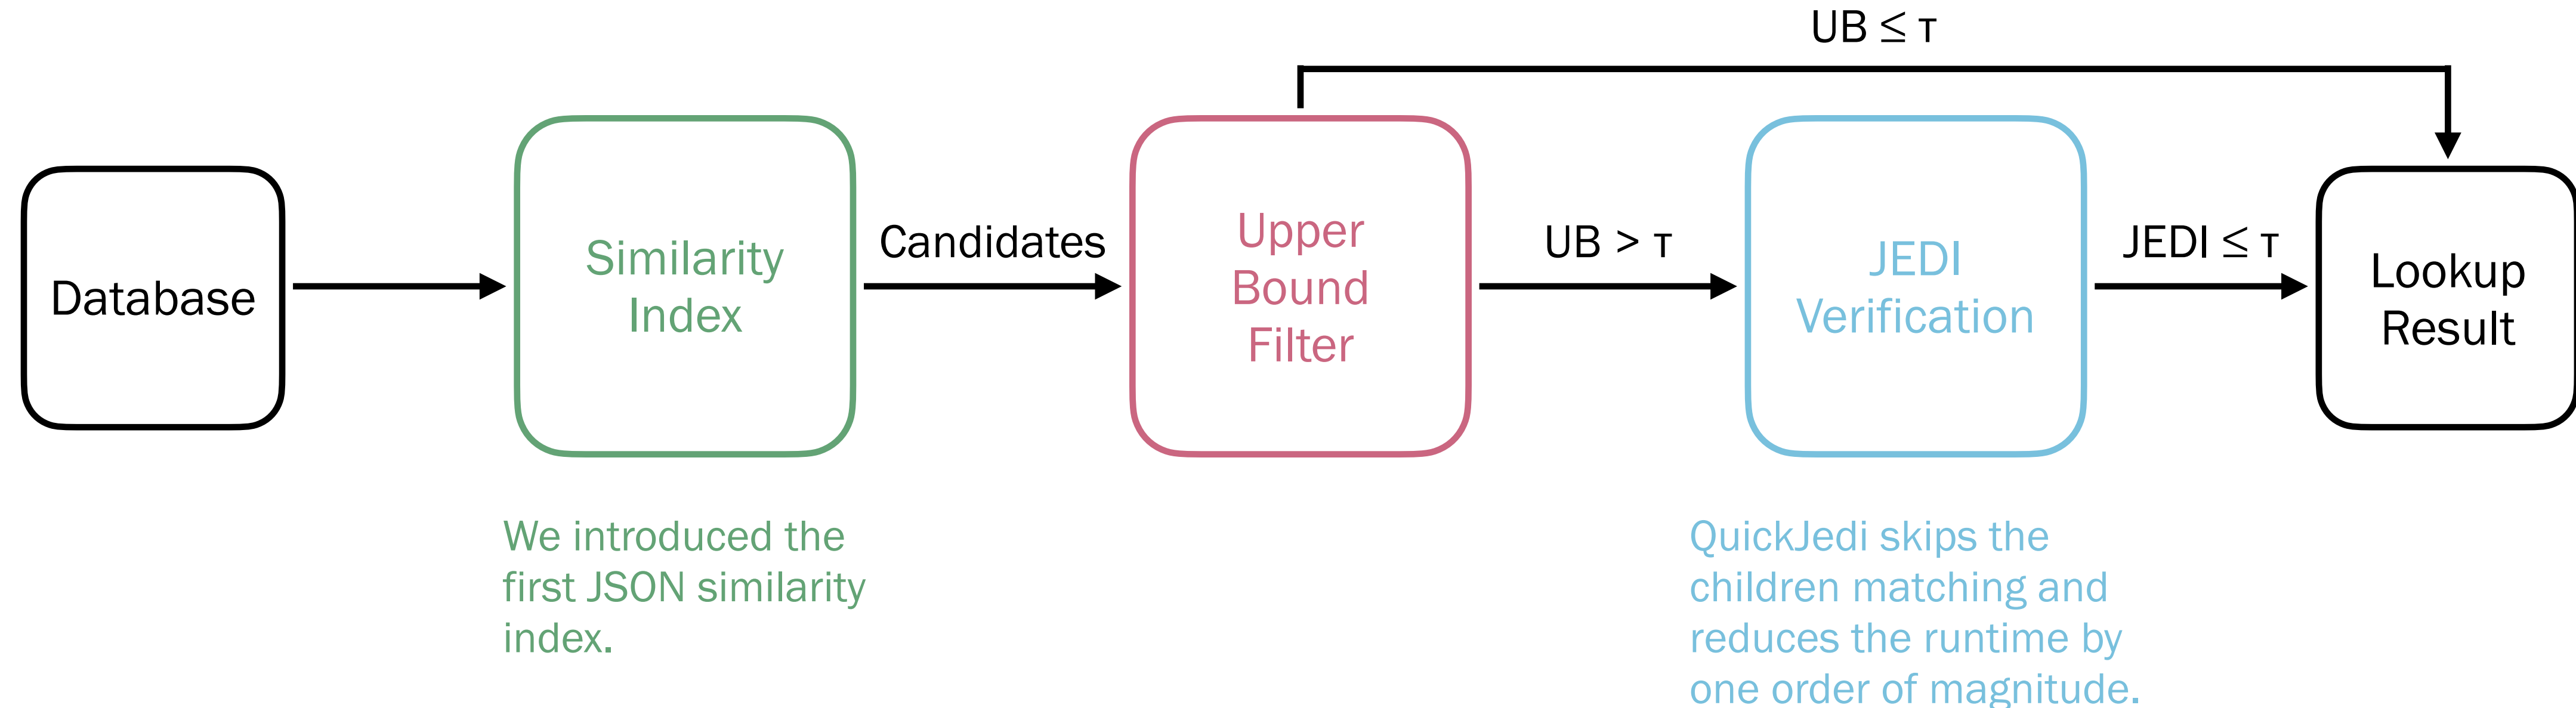 UB ≤ τ
Database
Similarity
Index
Candidates
Upper
Bound
Filter
UB > τ
JEDI
Verification
JEDI ≤ τ
Lookup
Result
We introduced the
first JSON similarity
index.
QuickJedi skips the
children matching and
reduces the runtime by
one order of magnitude.